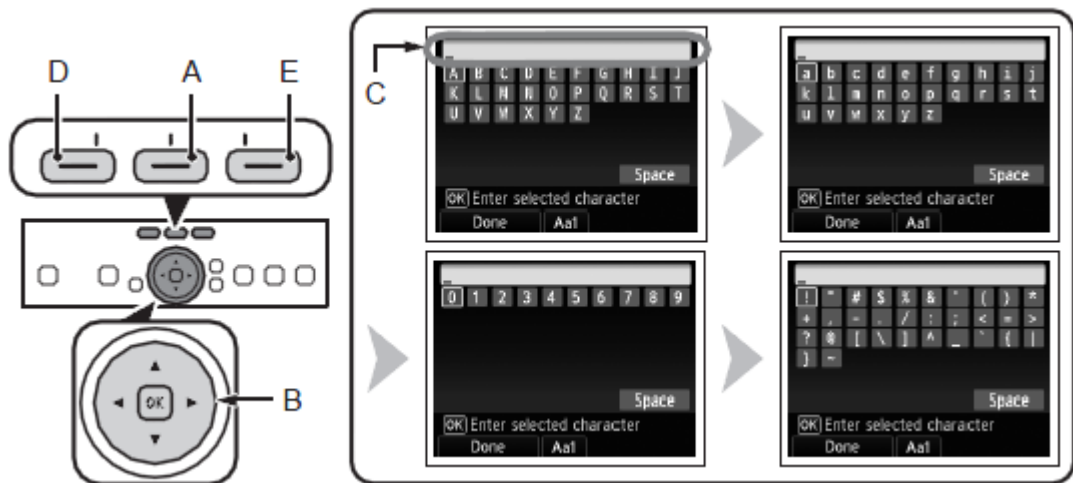 D A E
C
A B C D E F G H I J
K L M N O P Q R S T
U V W X Y Z
Space
OK Enter selected character
Done Aa1
a b c d e f g h i j
k l m n o p q r s t
u v w x y z
Space
OK Enter selected character
Done Aa1
OK
B
0 1 2 3 4 5 6 7 8 9
Space
OK Enter selected character
Done Aa1
! " # $ % & ' ( ) *
+ , - . / : ; < = >
? @ [ \ ] ^ _ ` { |
} ~
Space
OK Enter selected character
Done Aa1